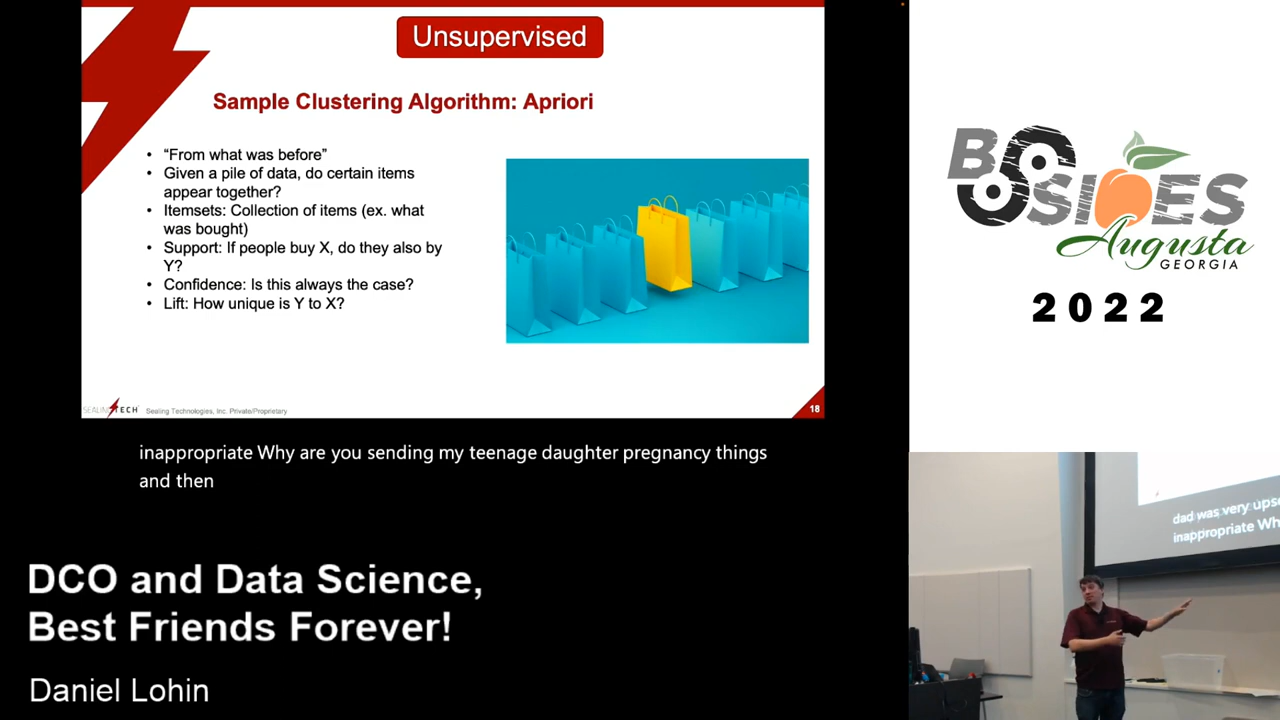 Unsupervised
Sample Clustering Algorithm: Apriori
• “From what was before”
• Given a pile of data, do certain items
appear together?
• Itemsets: Collection of items (ex. what
was bought)
• Support: If people buy X, do they also by
Y?
• Confidence: Is this always the case?
• Lift: How unique is Y to X?
SEALINGTECH
Sealing Technologies, Inc. Private/Proprietary
18
inappropriate Why are you sending my teenage daughter pregnancy things
and then
DCO and Data Science,
Best Friends Forever!
Daniel Lohin
BSIDES
Augusta
GEORGIA
2022
dad was very upse
inappropriate Wh